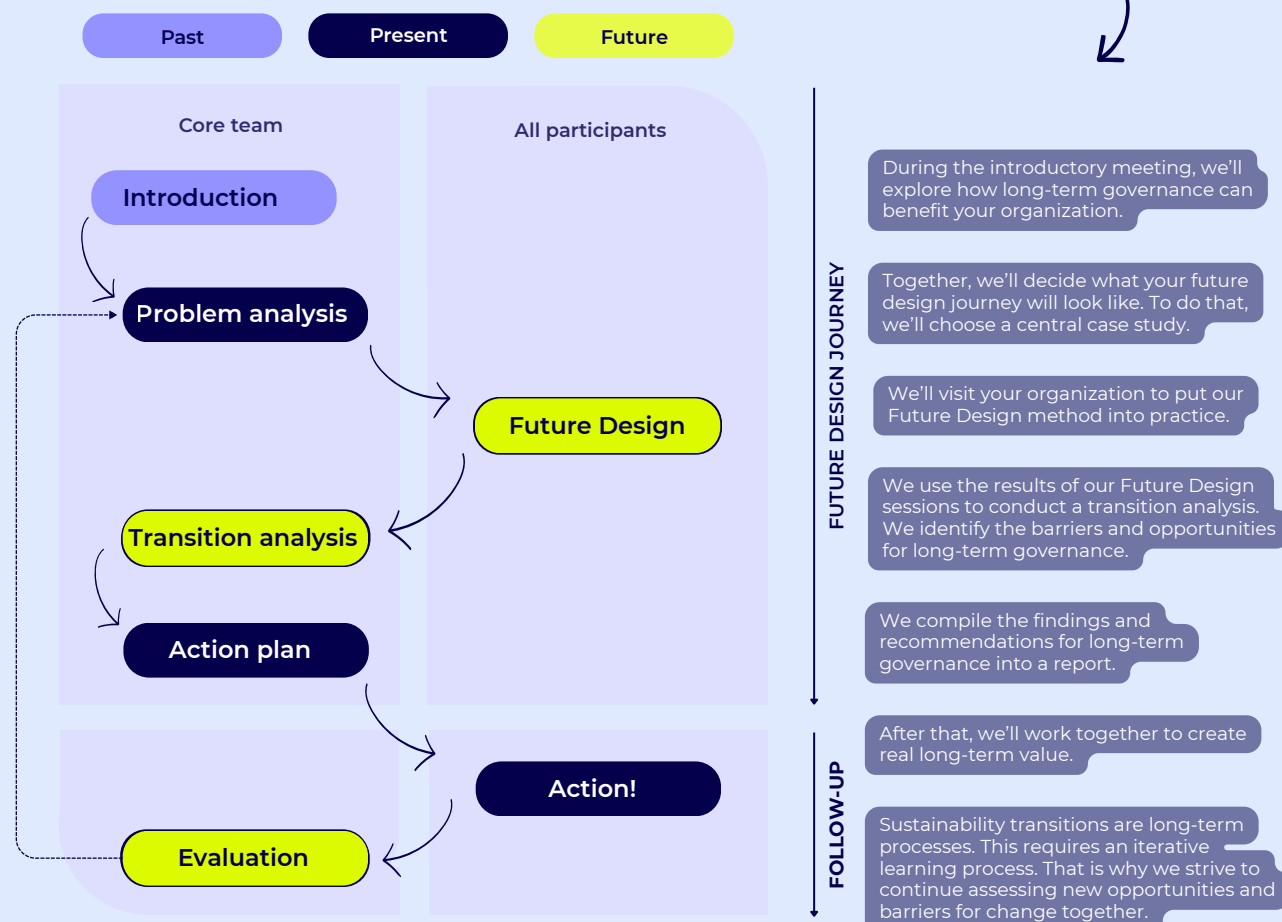 Past
Present
Future
Core team
All participants
Introduction
Problem analysis
Future Design
Transition analysis
Action plan
Action!
Evaluation
FUTURE DESIGN JOURNEY
FOLLOW-UP
During the introductory meeting, we'll
explore how long-term governance can
benefit your organization.
Together, we'll decide what your future
design journey will look like. To do that,
we'll choose a central case study.
We'll visit your organization to put our
Future Design method into practice.
We use the results of our Future Design
sessions to conduct a transition analysis.
We identify the barriers and opportunities
for long-term governance.
We compile the findings and
recommendations for long-term
governance into a report.
After that, we'll work together to create
real long-term value.
Sustainability transitions are long-term
processes. This requires an iterative
learning process. That is why we strive to
continue assessing new opportunities and
barriers for change together.